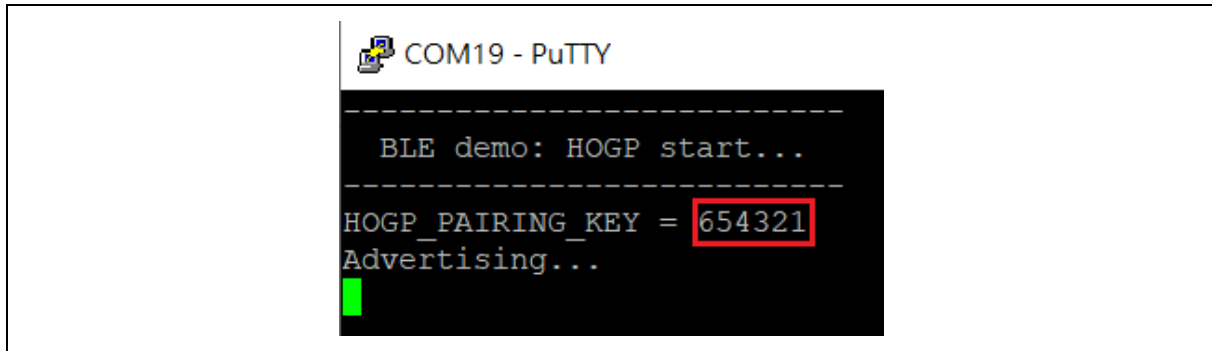 COM19 - PuTTY
---------------------------
BLE demo: HOGP start...
---------------------------
HOGP_PAIRING_KEY = 654321
Advertising...